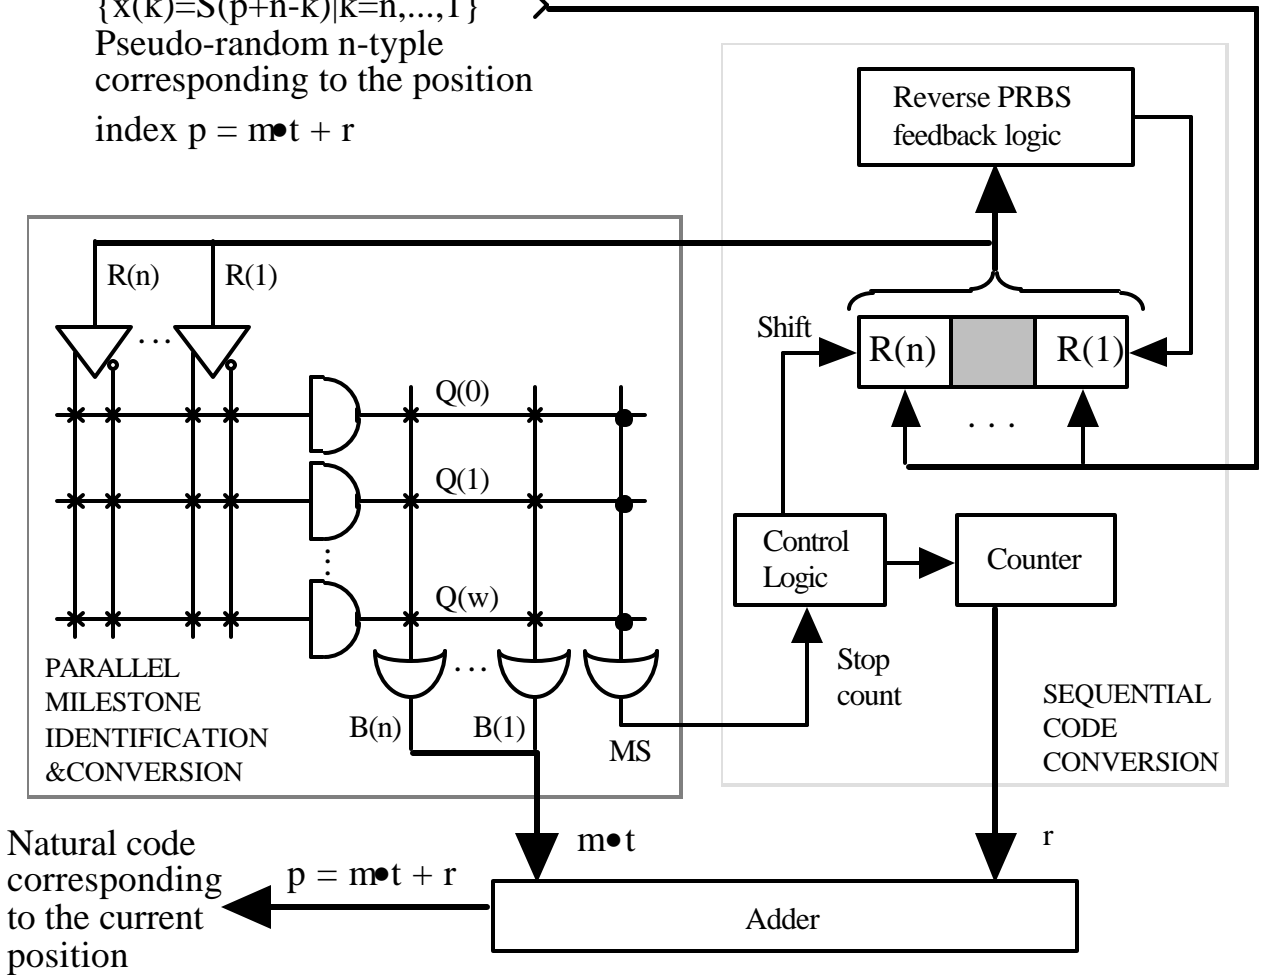 {x(k)=S(p+n-k)|k=n,...,1}
Pseudo-random n-typle
corresponding to the position
index p = m•t + r
Reverse PRBS
feedback logic
R(n)
R(1)
. . .
Shift
R(n)
R(1)
. . .
Q(0)
Q(1)
Q(w)
. . .
Control
Logic
Counter
Stop
count
PARALLEL
MILESTONE
IDENTIFICATION
&CONVERSION
B(n)
B(1)
MS
SEQUENTIAL
CODE
CONVERSION
m•t
r
Natural code
corresponding
to the current
position
p = m•t + r
Adder